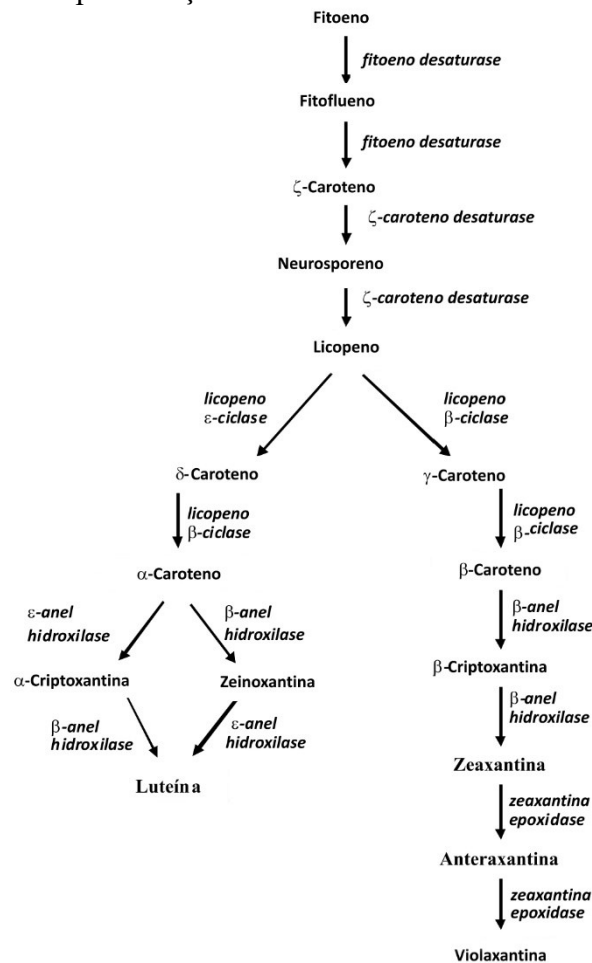 Fitoeno
fitoeno desaturase
Fitoflueno
fitoeno desaturase
ζ-Caroteno
ζ-caroteno desaturase
Neurosporeno
ζ-caroteno desaturase
Licopeno
licopeno
ε-ciclase
licopeno
β-ciclase
δ-Caroteno
γ-Caroteno
licopeno
β-ciclase
licopeno
β-ciclase
α-Caroteno
β-Caroteno
ε-anel
hidroxilase
β-anel
hidroxilase
β-anel
hidroxilase
α-Criptoxantina
Zeinoxantina
β-Criptoxantina
β-anel
hidroxilase
ε-anel
hidroxilase
β-anel
hidroxilase
Luteína
Zeaxantina
zeaxantina
epoxidase
Anteraxantina
zeaxantina
epoxidase
Violaxantina